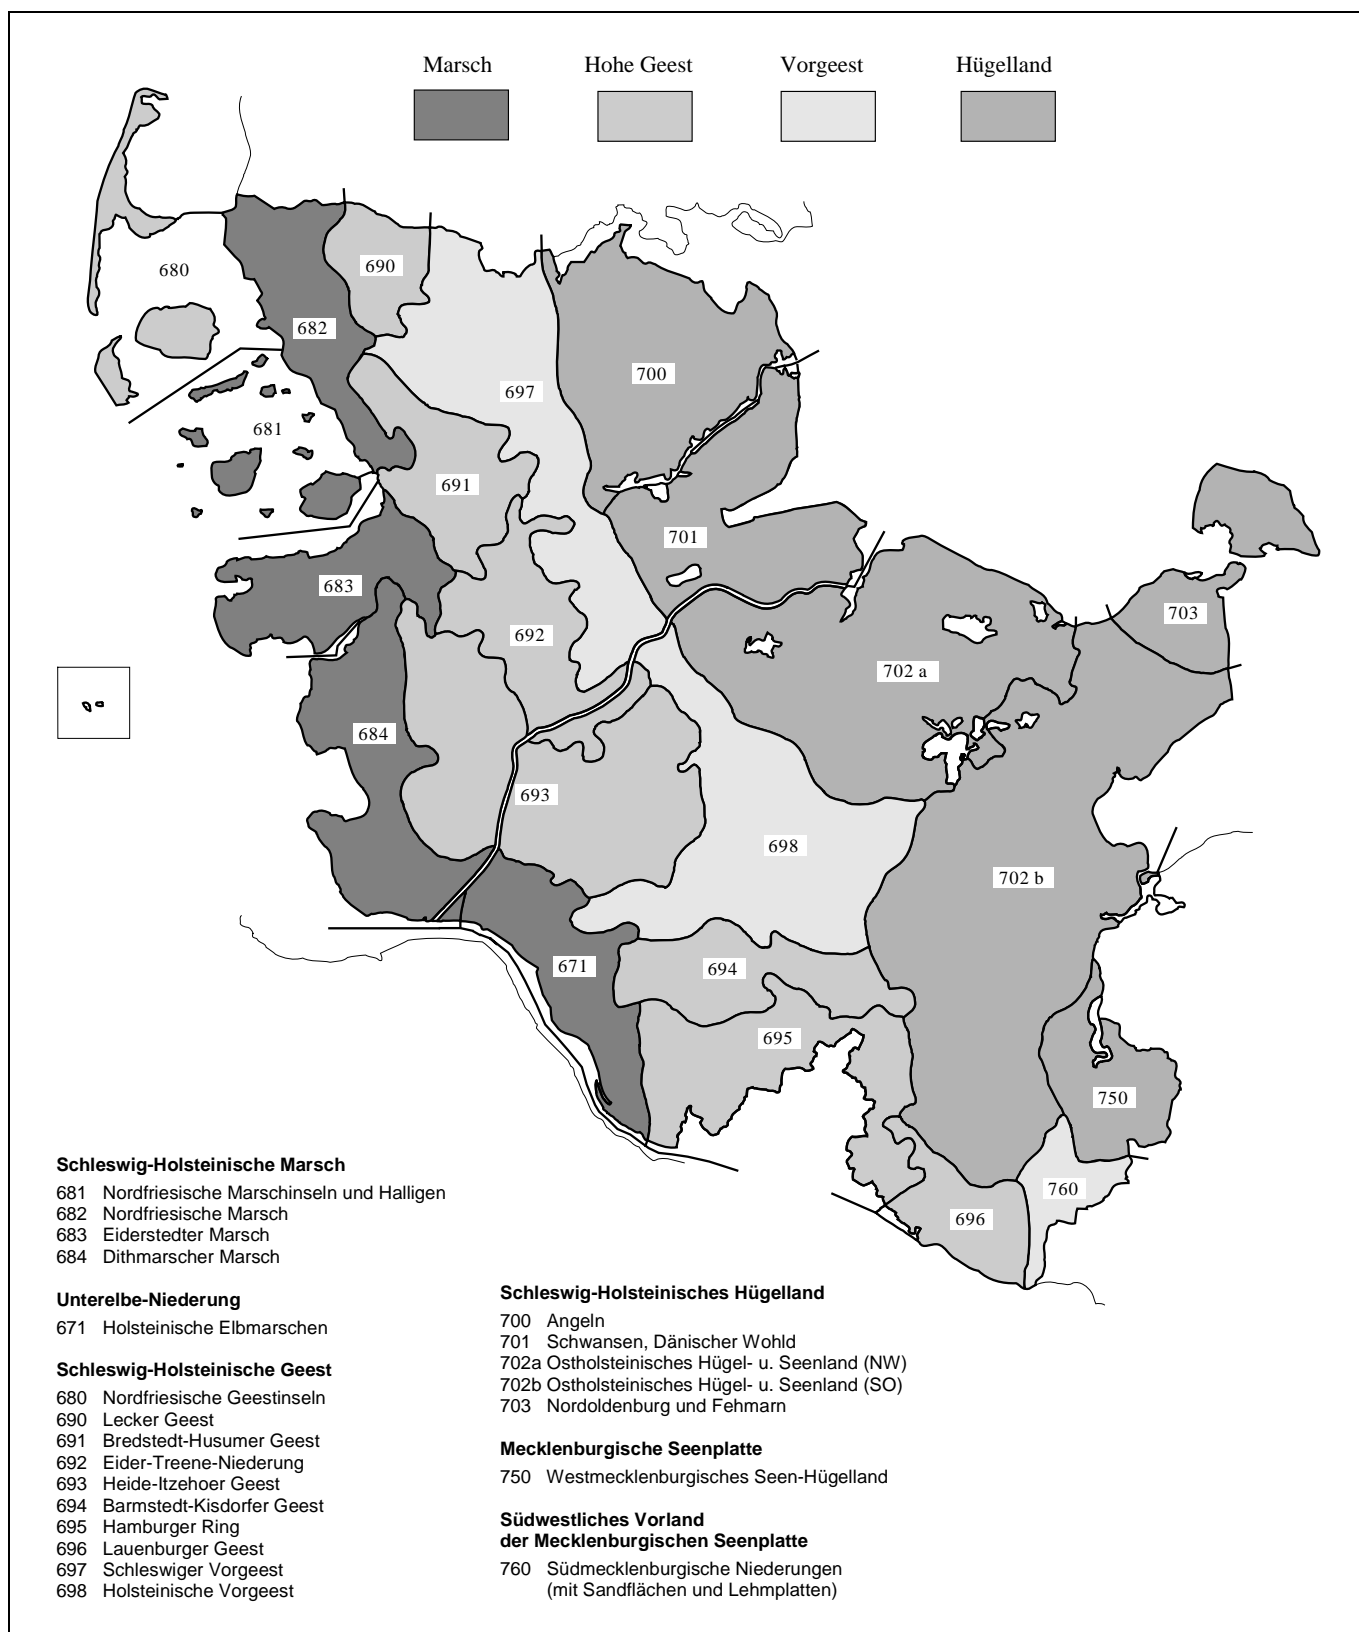 Marsch Hohe Geest Vorgeest Hügelland
680
690
682
697
700
681
691
701
683
692
703
702 a
684
693
698
702 b
671
694
695
750
760
696
Schleswig-Holsteinische Marsch
681 Nordfriesische Marschinseln und Halligen
682 Nordfriesische Marsch
683 Eiderstedter Marsch
684 Dithmarscher Marsch
Unterelbe-Niederung
671 Holsteinische Elbmarschen
Schleswig-Holsteinische Geest
680 Nordfriesische Geestinseln
690 Lecker Geest
691 Bredstedt-Husumer Geest
692 Eider-Treene-Niederung
693 Heide-Itzehoer Geest
694 Barmstedt-Kisdorfer Geest
695 Hamburger Ring
696 Lauenburger Geest
697 Schleswiger Vorgeest
698 Holsteinische Vorgeest
Schleswig-Holsteinisches Hügelland
700 Angeln
701 Schwansen, Dänischer Wohld
702a Ostholsteinisches Hügel- u. Seenland (NW)
702b Ostholsteinisches Hügel- u. Seenland (SO)
703 Nordoldenburg und Fehmarn
Mecklenburgische Seenplatte
750 Westmecklenburgisches Seen-Hügelland
Südwestliches Vorland
der Mecklenburgischen Seenplatte
760 Südmecklenburgische Niederungen
(mit Sandflächen und Lehmplatten)